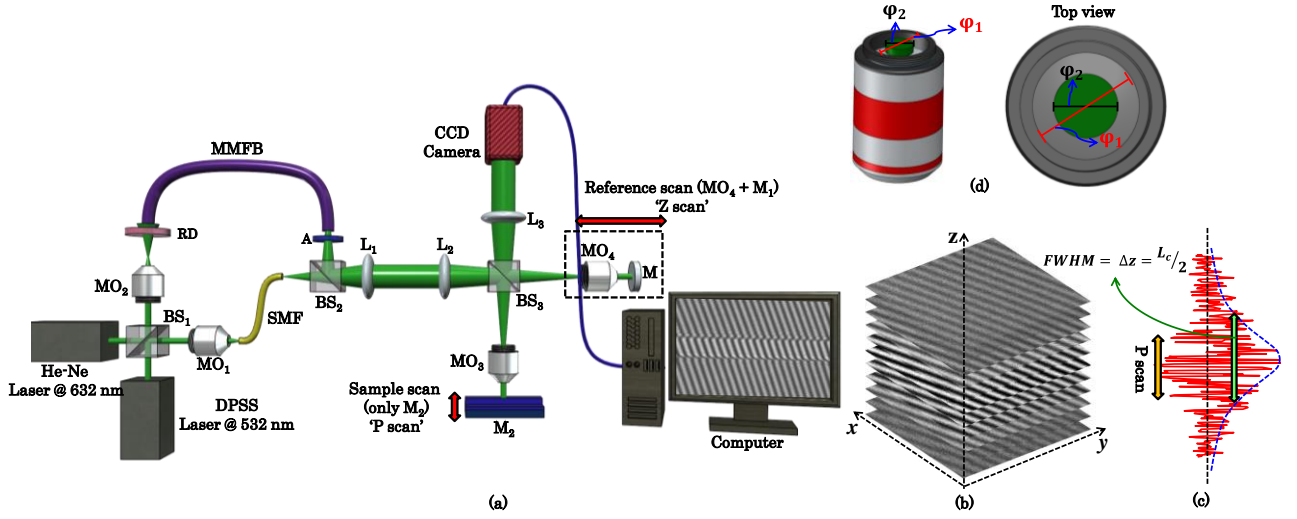 MMFB
RD
MO₂
BS₁
He-Ne
Laser @ 632 nm
MO₁
DPSS
Laser @ 532 nm
SMF
A
BS₂
L₁
L₂
CCD
Camera
L₃
BS₃
Reference scan (MO₄ + M₁)
‘Z scan’
MO₄
M
MO₃
Sample scan
(only M₂)
‘P scan’
M₂
Computer
(a)
φ₂
φ₁
Top view
φ₂
φ₁
(d)
z
x
y
(b)
FWHM = Δz = L꜀/2
P scan
(c)